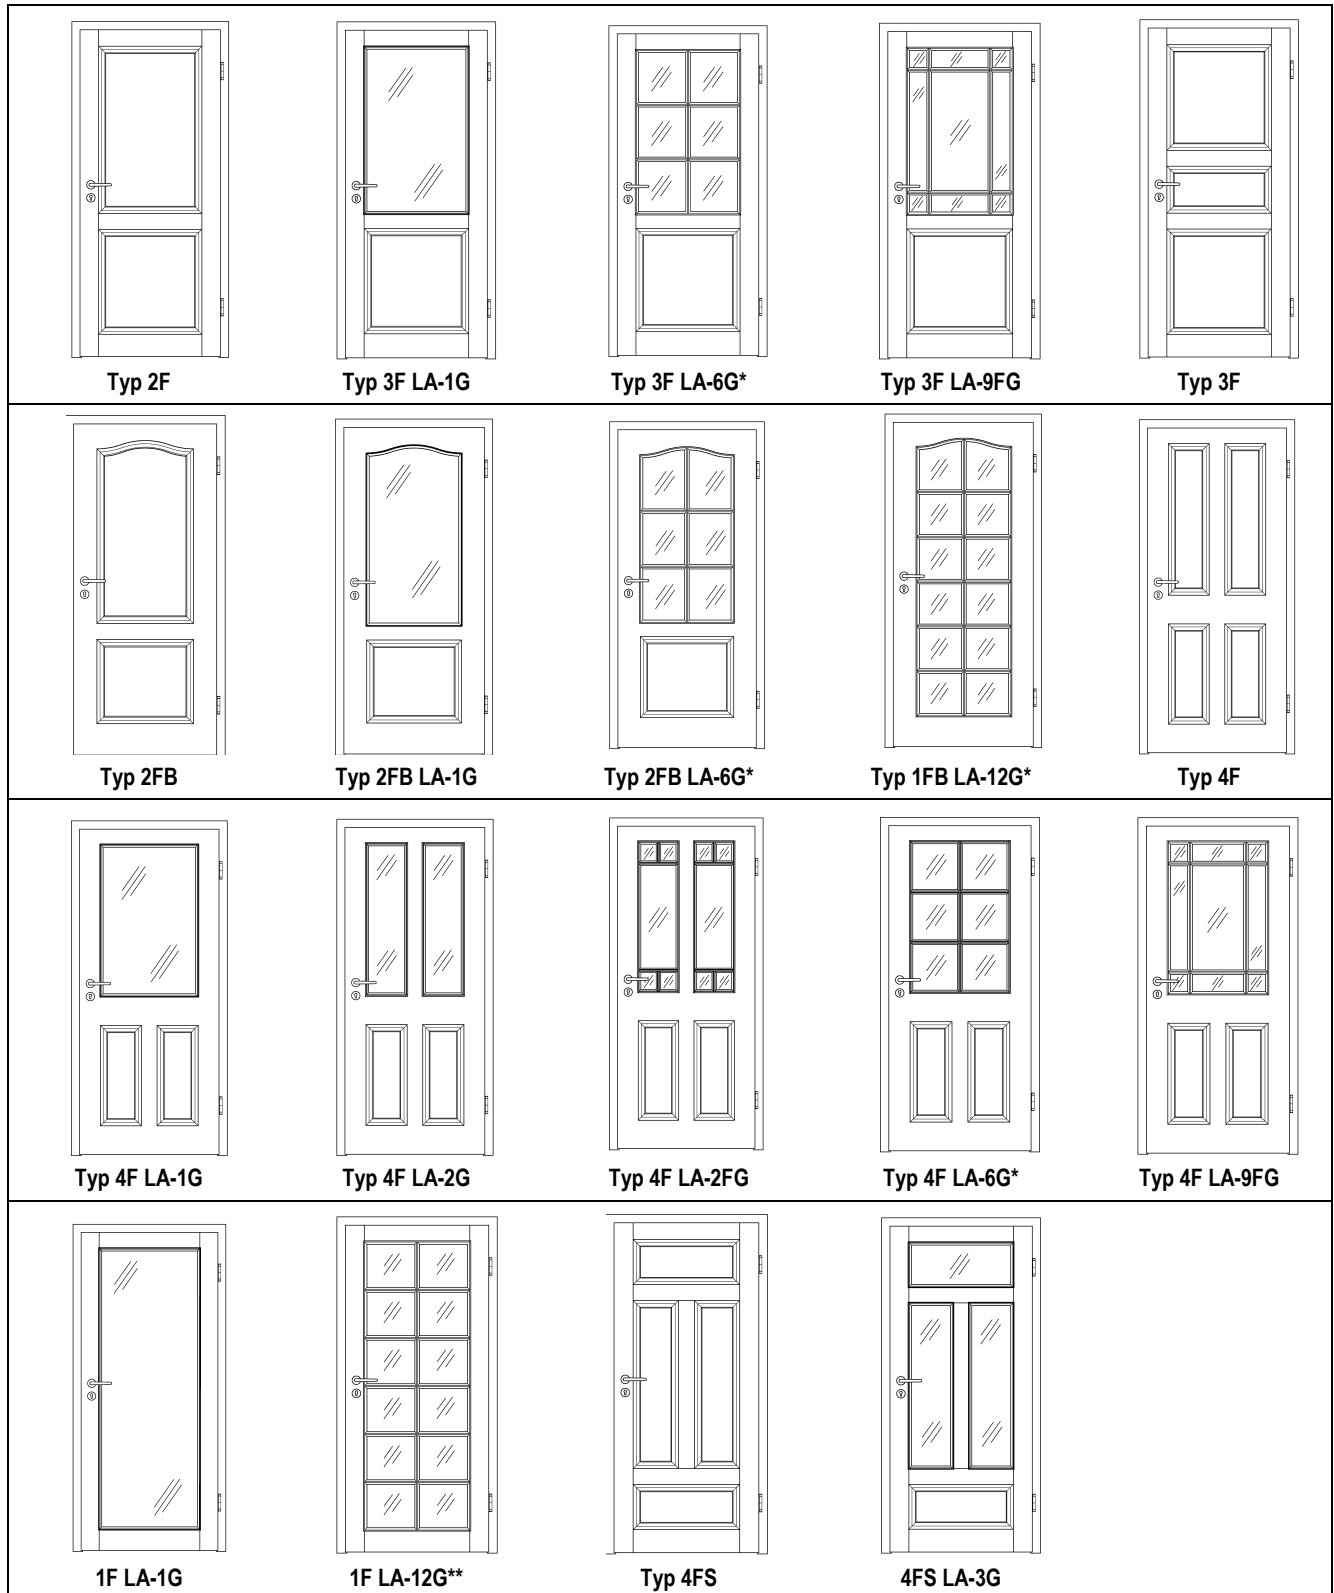 Typ 2F
Typ 3F LA-1G
Typ 3F LA-6G*
Typ 3F LA-9FG
Typ 3F
Typ 2FB
Typ 2FB LA-1G
Typ 2FB LA-6G*
Typ 1FB LA-12G*
Typ 4F
Typ 4F LA-1G
Typ 4F LA-2G
Typ 4F LA-2FG
Typ 4F LA-6G*
Typ 4F LA-9FG
1F LA-1G
1F LA-12G**
Typ 4FS
4FS LA-3G